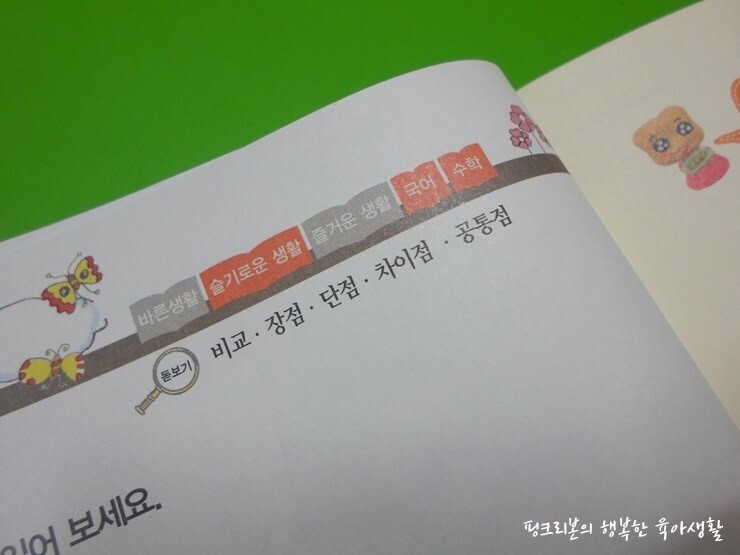 바른생활 슬기로운 생활 즐거운 생활 국어 수학
돋보기 비교 · 장점 · 단점 · 차이점 · 공통점
보세요.
핑크리본의 행복한 육아생활